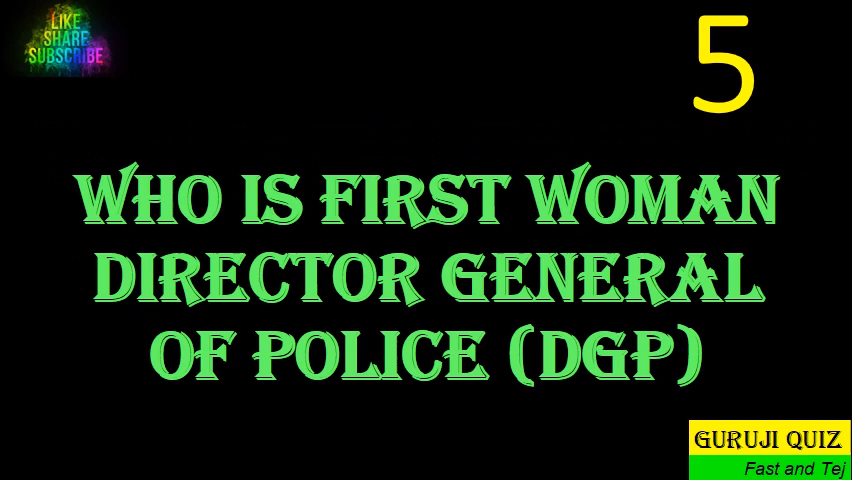 LIKE
SHARE
SUBSCRIBE
5
WHO IS FIRST WOMAN
DIRECTOR GENERAL
OF POLICE (DGP)
GURUJI QUIZ
Fast and Tej